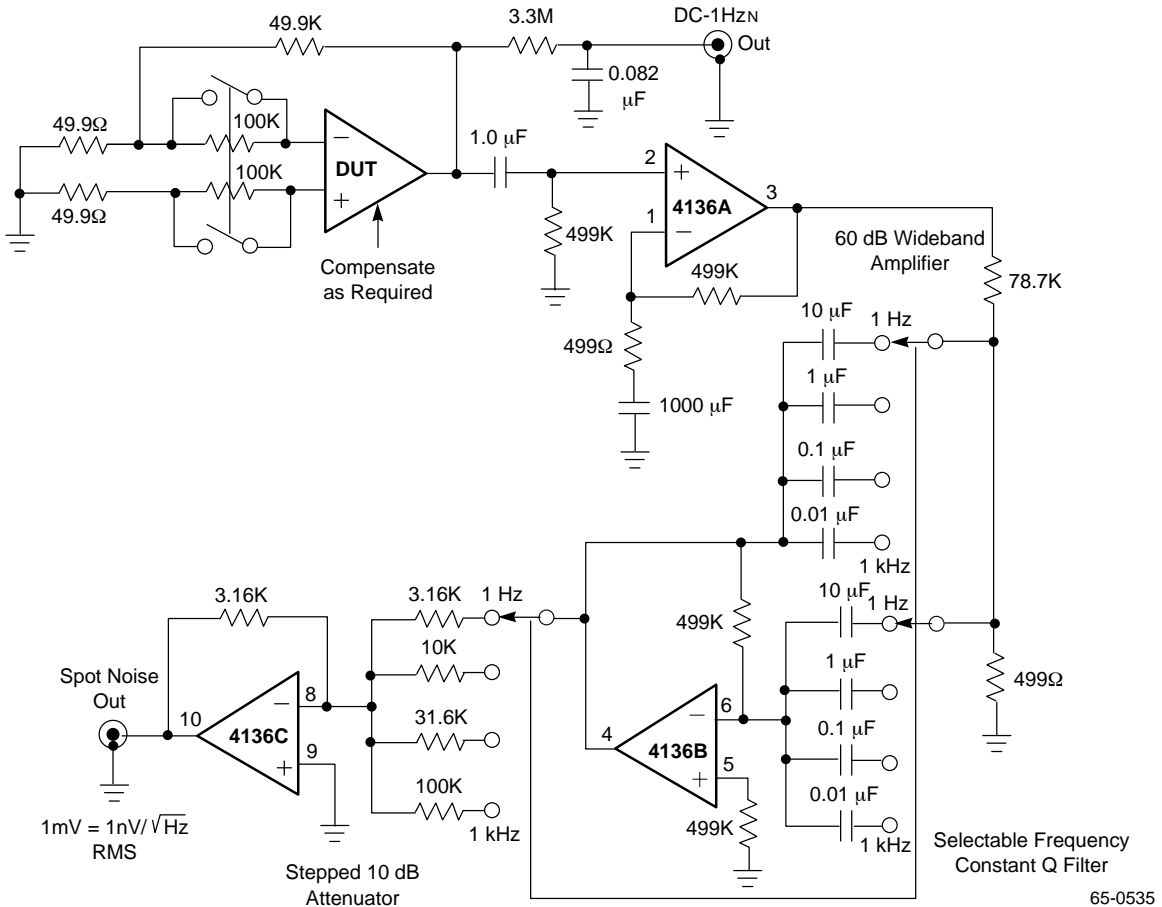 49.9K
3.3M
DC-1HzN
Out
0.082
μF
49.9Ω
100K
100K
49.9Ω
DUT
−
+
Compensate
as Required
1.0 μF
499K
2
+
1
−
4136A
3
499K
499Ω
1000 μF
60 dB Wideband
Amplifier
78.7K
10 μF
1 Hz
1 μF
0.1 μF
0.01 μF
1 kHz
3.16K
3.16K
1 Hz
499K
10 μF
1 Hz
Spot Noise
Out
10K
1 μF
499Ω
10
4136C
8
−
9
+
31.6K
4
4136B
6
−
5
+
0.1 μF
100K
1 kHz
499K
0.01 μF
1 kHz
1mV = 1nV/√Hz
RMS
Stepped 10 dB
Attenuator
Selectable Frequency
Constant Q Filter
65-0535